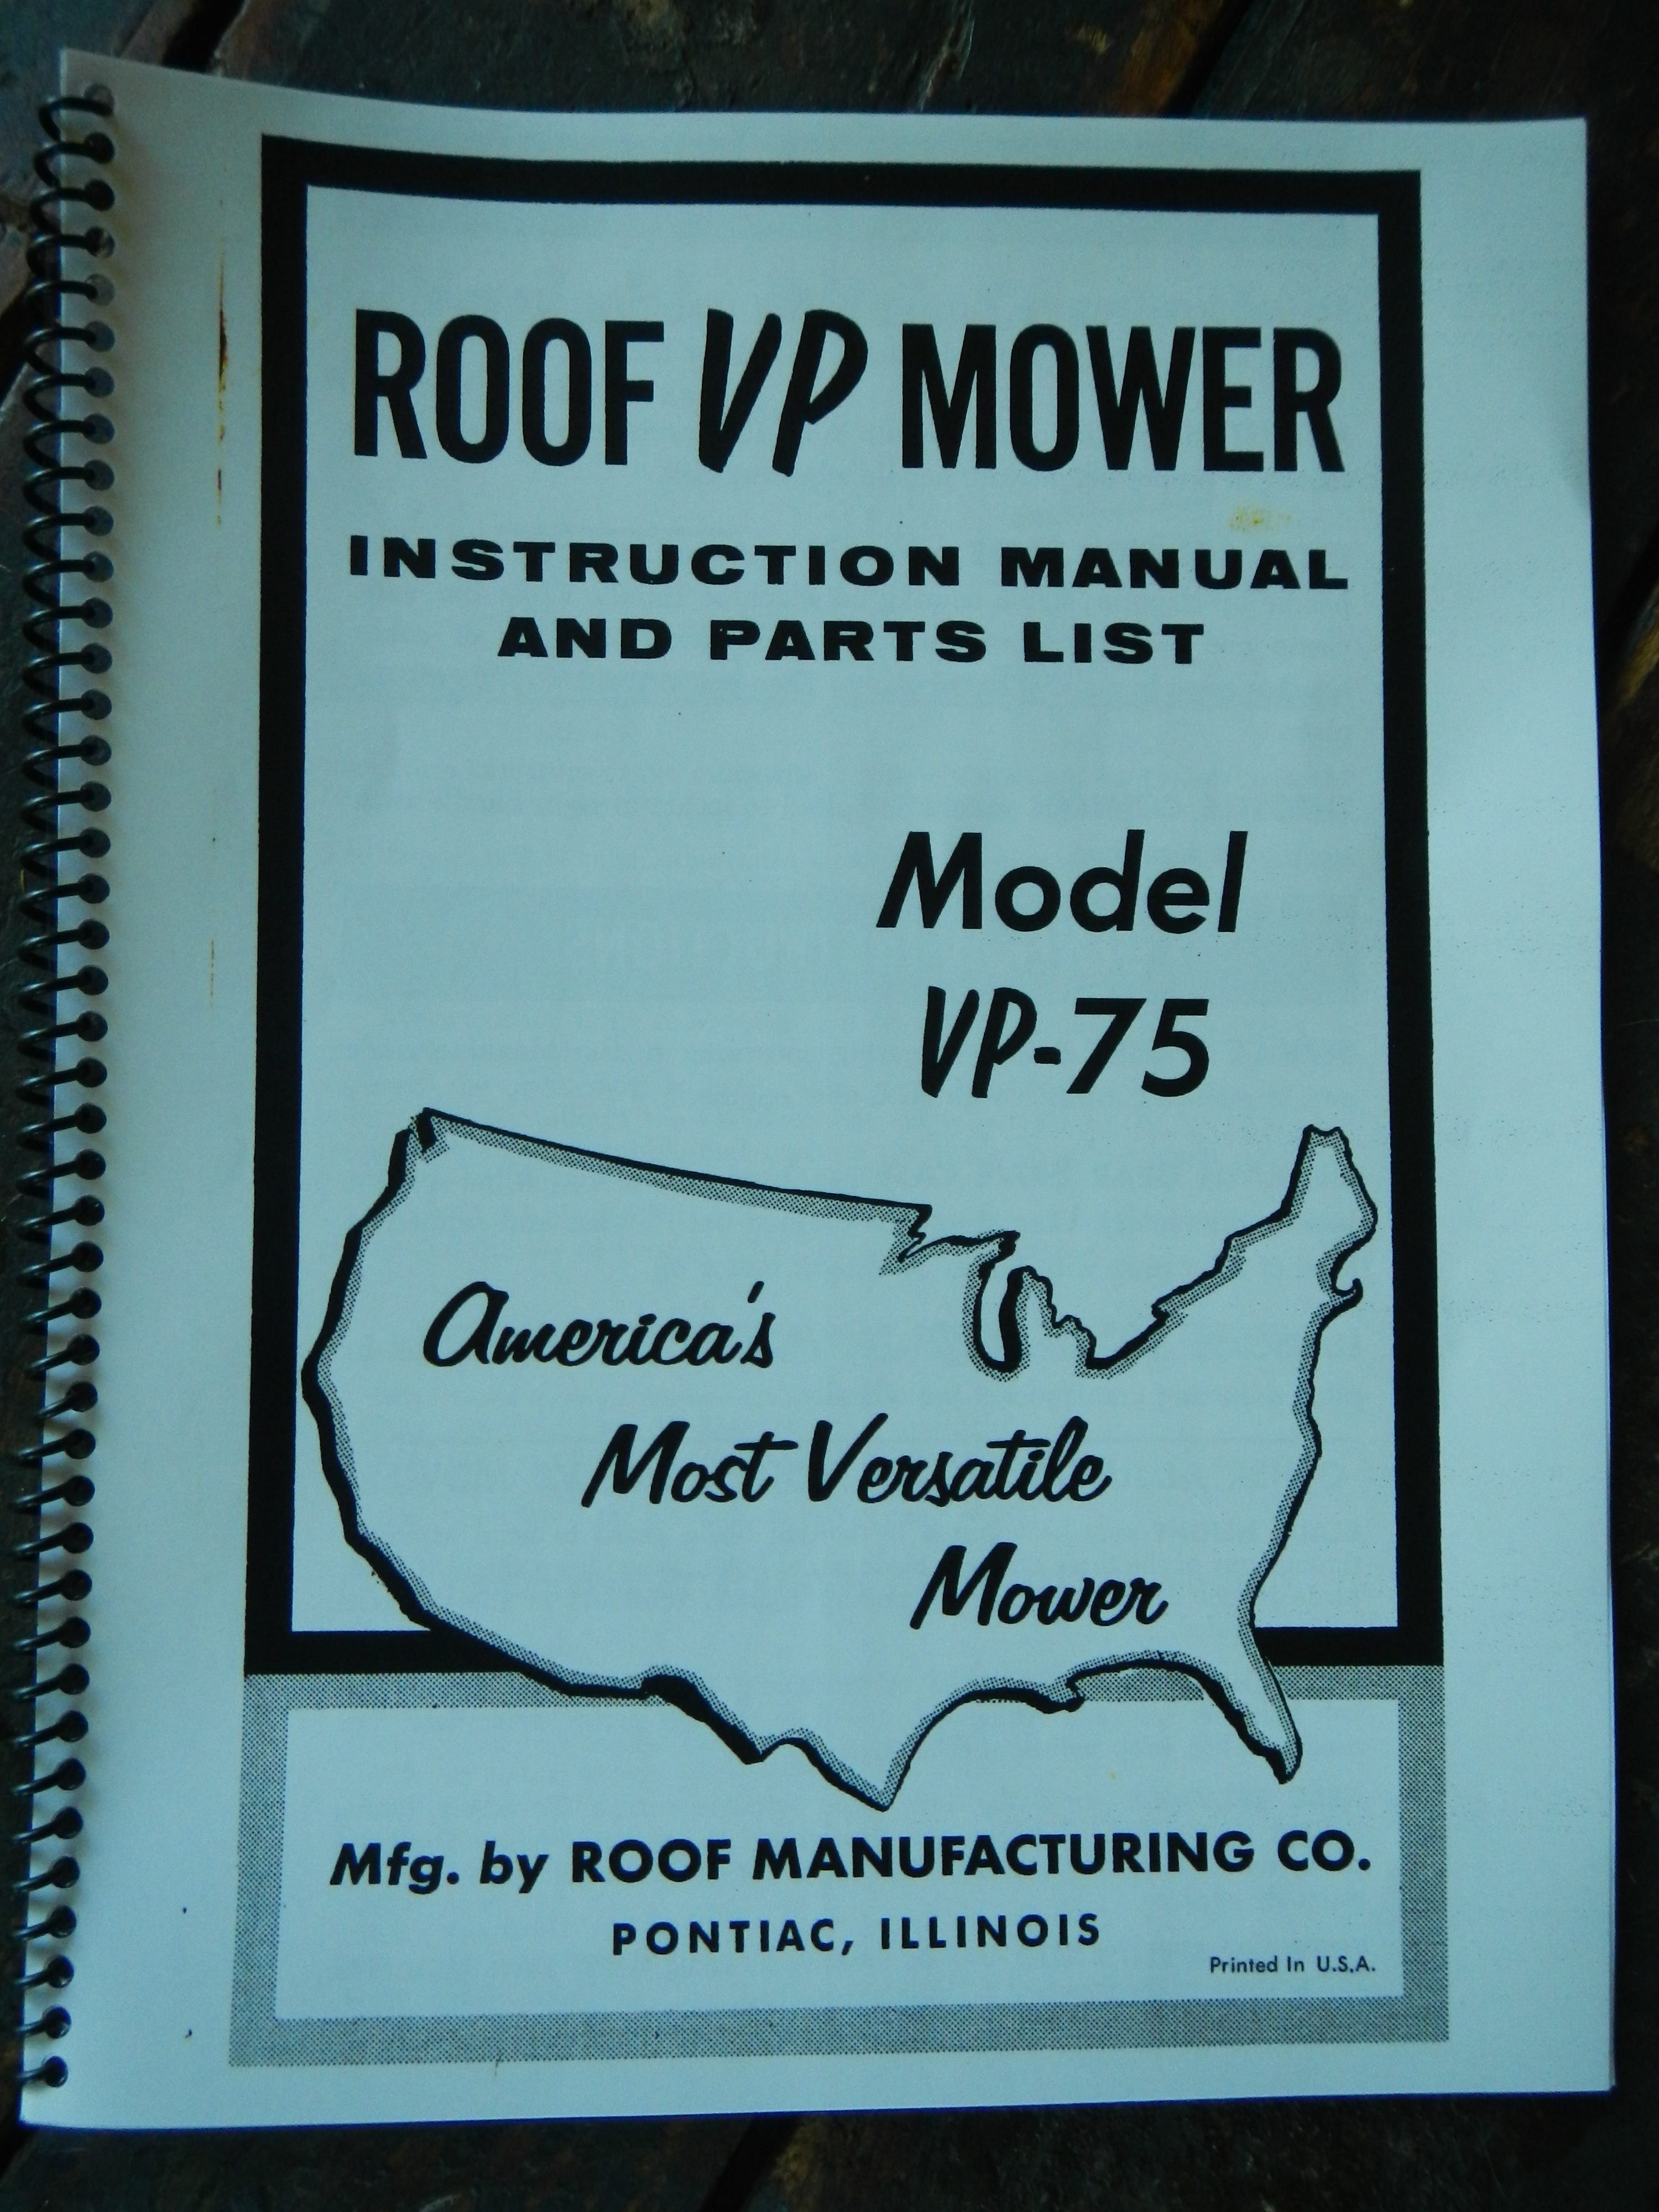 ROOF VP MOWER
INSTRUCTION MANUAL
AND PARTS LIST
Model
VP-75
America's
Most Versatile
Mower
Mfg. by ROOF MANUFACTURING CO.
PONTIAC, ILLINOIS
Printed In U.S.A.